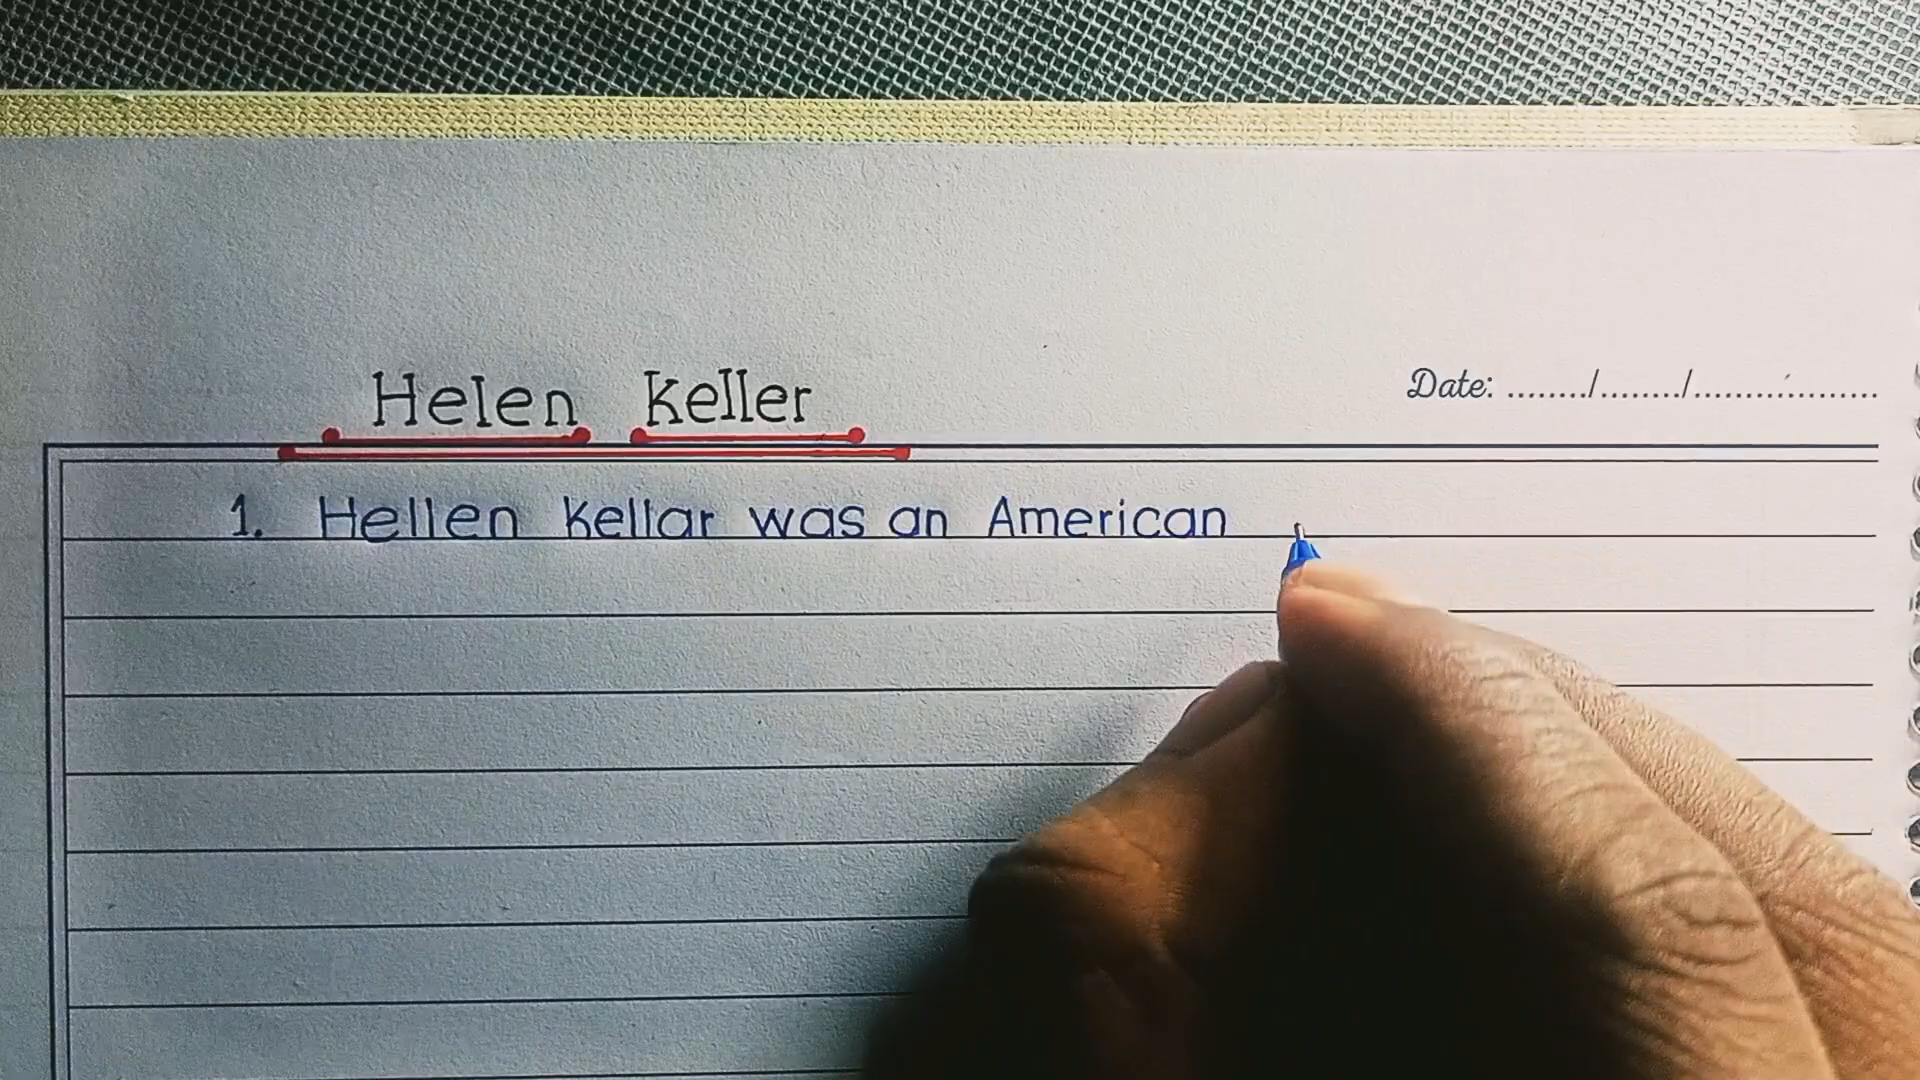 Helen Keller
Date: ......../......../..................
1. Hellen Kellar was an American